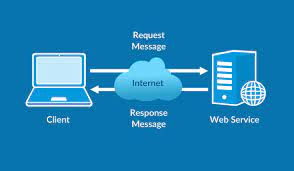 Request
Message
Internet
Response
Message
Client
Web Service